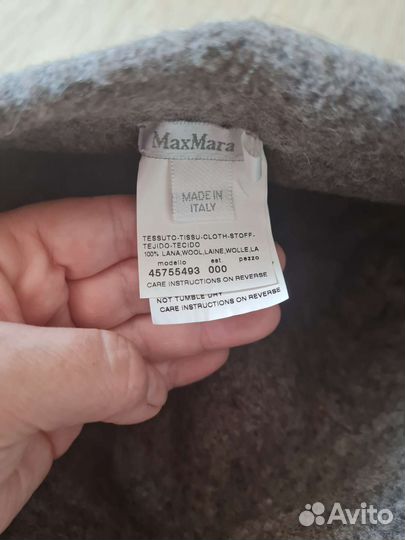 MaxMara
MADE IN
ITALY
TESSUTO-TISSU-CLOTH-STOFF-
TEJIDO-TECIDO
100% LANA,WOOL,LAINE,WOLLE,LA
modello est pezzo
45755493 000
CARE INSTRUCTIONS ON REVERSE
NOT TUMBLE DRY
CARE INSTRUCTIONS ON REVERSE
Avito